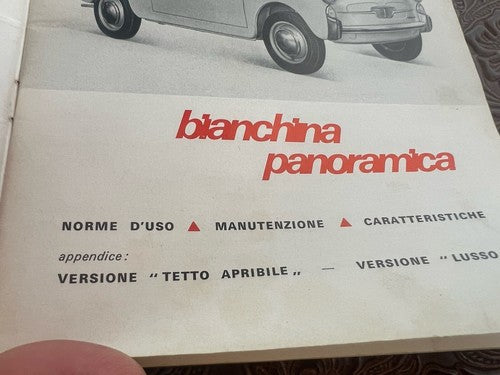 bianchina
panoramica
NORME D'USO ▲ MANUTENZIONE ▲ CARATTERISTICHE
appendice:
VERSIONE "TETTO APRIBILE„ — VERSIONE "LUSSO